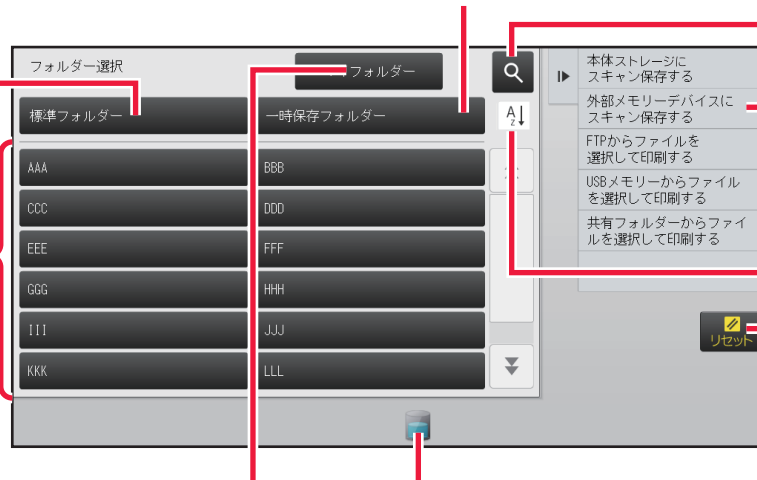 フォルダー選択
フォルダー
標準フォルダー
一時保存フォルダー
A
Z
AAA
BBB
CCC
DDD
EEE
FFF
GGG
HHH
III
JJJ
KKK
LLL
本体ストレージに
スキャン保存する
外部メモリーデバイスに
スキャン保存する
FTPからファイルを
選択して印刷する
USBメモリーからファイル
を選択して印刷する
共有フォルダーからファイ
ルを選択して印刷する
リセット